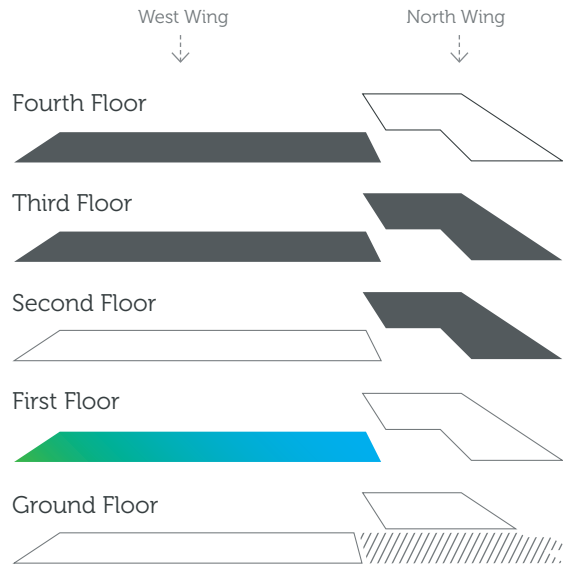 West Wing
North Wing
Fourth Floor
Third Floor
Second Floor
First Floor
Ground Floor